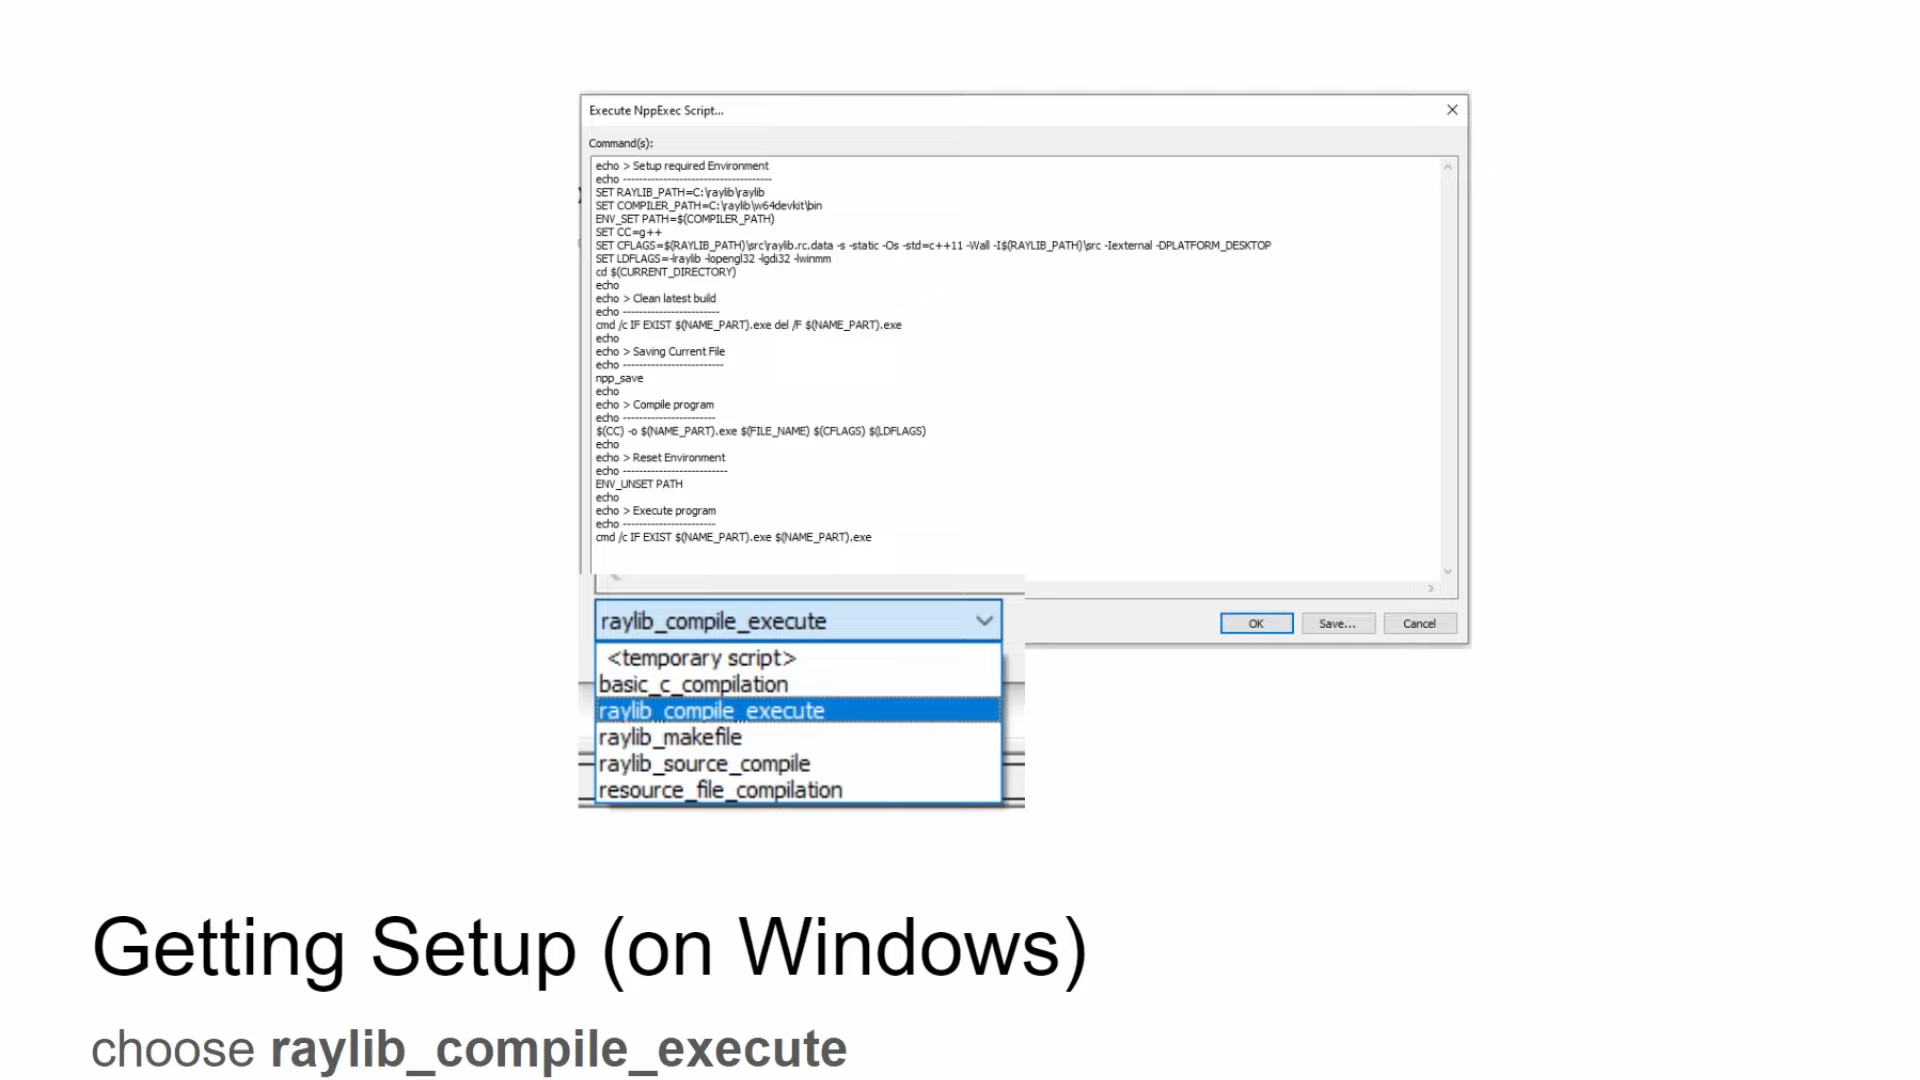 Execute NppExec Script...
Command(s):
echo > Setup required Environment
echo -------------------------------------
SET RAYLIB_PATH=C:\raylib\raylib
SET COMPILER_PATH=C:\raylib\w64devkit\bin
ENV_SET PATH=$(COMPILER_PATH)
SET CC=g++
SET CFLAGS=$(RAYLIB_PATH)\src\raylib.rc.data -s -static -Os -std=c++11 -Wall -I$(RAYLIB_PATH)\src -Iexternal -DPLATFORM_DESKTOP
SET LDFLAGS=-lraylib -lopengl32 -lgdi32 -lwinmm
cd $(CURRENT_DIRECTORY)
echo
echo > Clean latest build
echo ------------------------
cmd /c IF EXIST $(NAME_PART).exe del /F $(NAME_PART).exe
echo
echo > Saving Current File
echo -------------------------
npp_save
echo
echo > Compile program
echo -----------------------
$(CC) -o $(NAME_PART).exe $(FILE_NAME) $(CFLAGS) $(LDFLAGS)
echo
echo > Reset Environment
echo --------------------------
ENV_UNSET PATH
echo
echo > Execute program
echo -----------------------
cmd /c IF EXIST $(NAME_PART).exe $(NAME_PART).exe
raylib_compile_execute
OK Save... Cancel
<temporary script>
basic_c_compilation
raylib_compile_execute
raylib_makefile
raylib_source_compile
resource_file_compilation
Getting Setup (on Windows)
choose raylib_compile_execute